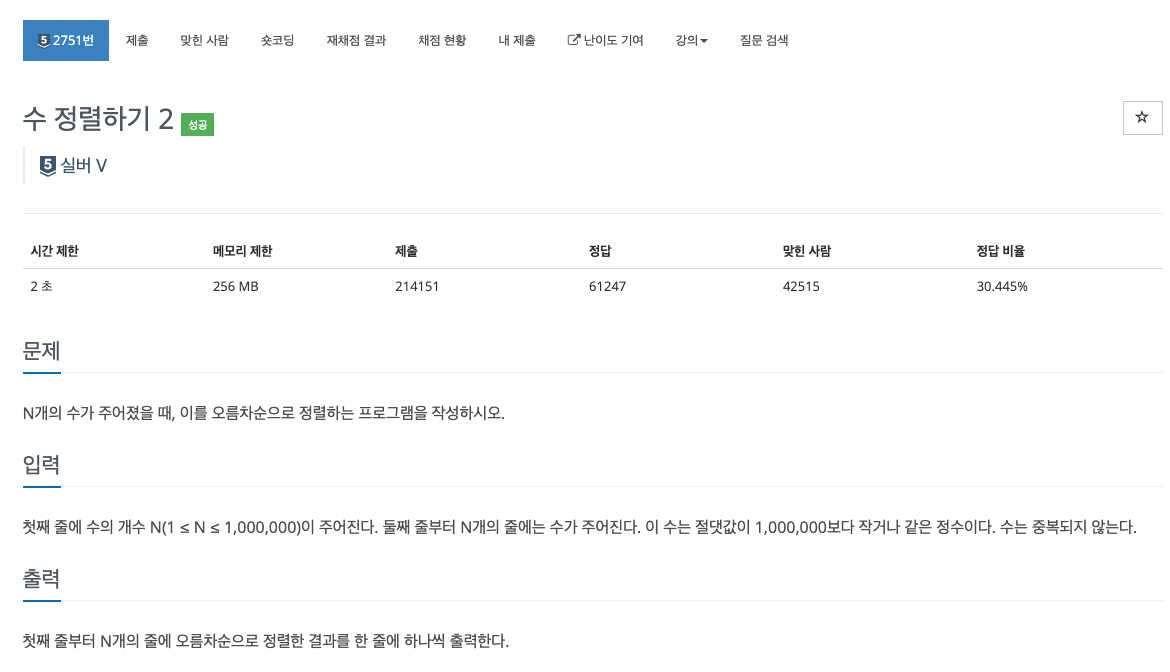 5 2751번 제출 맞힌 사람 숏코딩 재채점 결과 채점 현황 내 제출 난이도 기여 강의 질문 검색
수 정렬하기 2 성공
5 실버 V
시간 제한 메모리 제한 제출 정답 맞힌 사람 정답 비율
2 초 256 MB 214151 61247 42515 30.445%
문제
N개의 수가 주어졌을 때, 이를 오름차순으로 정렬하는 프로그램을 작성하시오.
입력
첫째 줄에 수의 개수 N(1 ≤ N ≤ 1,000,000)이 주어진다. 둘째 줄부터 N개의 줄에는 수가 주어진다. 이 수는 절댓값이 1,000,000보다 작거나 같은 정수이다. 수는 중복되지 않는다.
출력
첫째 줄부터 N개의 줄에 오름차순으로 정렬한 결과를 한 줄에 하나씩 출력한다.